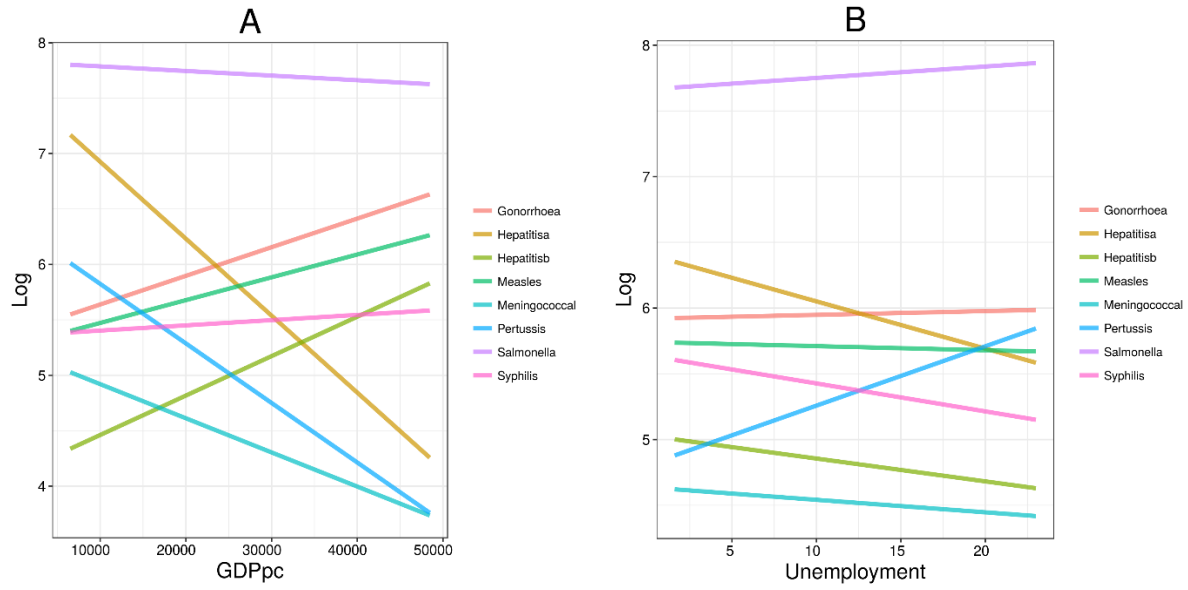 A
Log
8
7
6
5
4
10000 20000 30000 40000 50000
GDPpc
Gonorrhoea
Hepatitisa
Hepatitisb
Measles
Meningococcal
Pertussis
Salmonella
Syphilis
B
Log
8
7
6
5
5 10 15 20
Unemployment
Gonorrhoea
Hepatitisa
Hepatitisb
Measles
Meningococcal
Pertussis
Salmonella
Syphilis